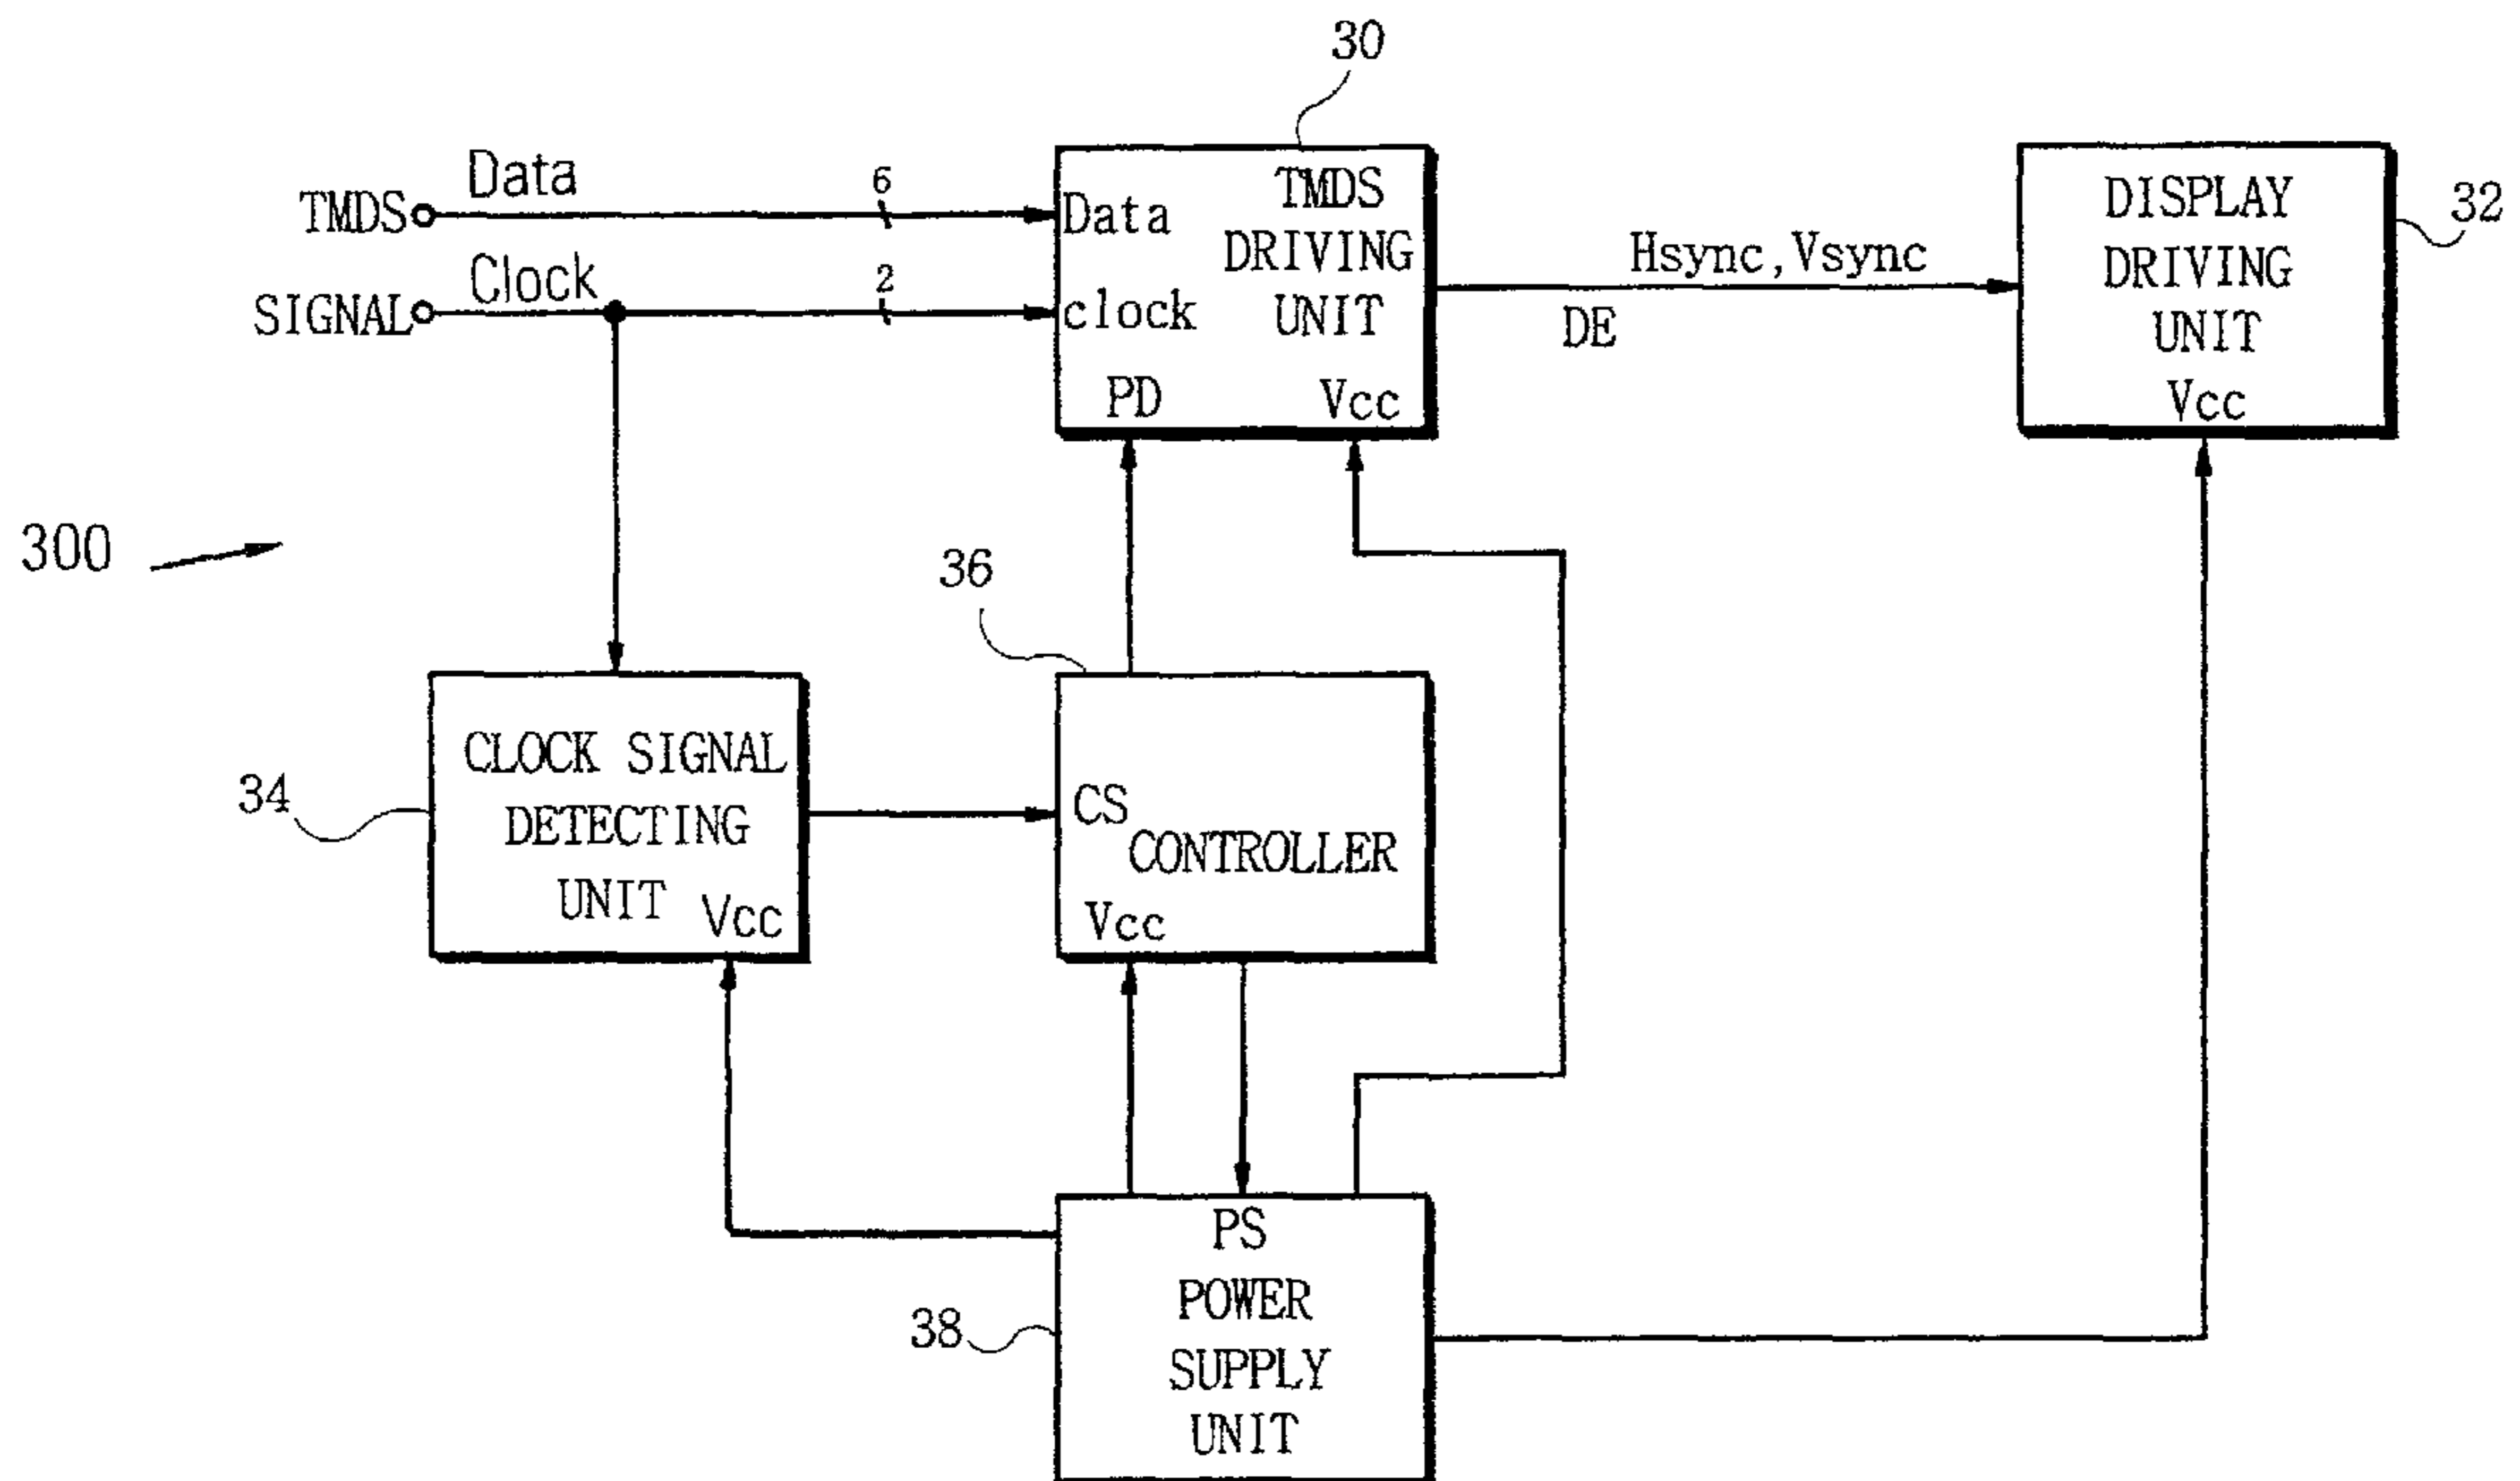 30
Data
6
TMDS
Data
TMDS
DRIVING
UNIT
Clock
2
SIGNAL
clock
PD
Vcc
Hsync,Vsync
DE
DISPLAY
DRIVING
UNIT
Vcc
32
300
36
34
CLOCK SIGNAL
DETECTING
UNIT
Vcc
CS
CONTROLLER
Vcc
38
PS
POWER
SUPPLY
UNIT